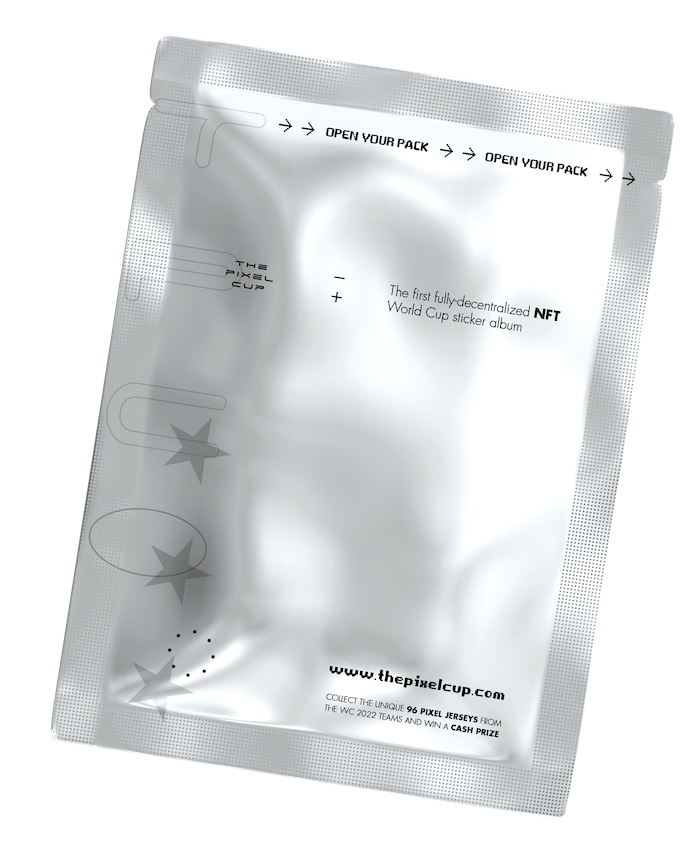 → → OPEN YOUR PACK → → OPEN YOUR PACK → →
THE
PIXEL
CUP
−
+
The first fully-decentralized NFT
World Cup sticker album
www.thepixelcup.com
COLLECT THE UNIQUE 96 PIXEL JERSEYS FROM
THE WC 2022 TEAMS AND WIN A CASH PRIZE